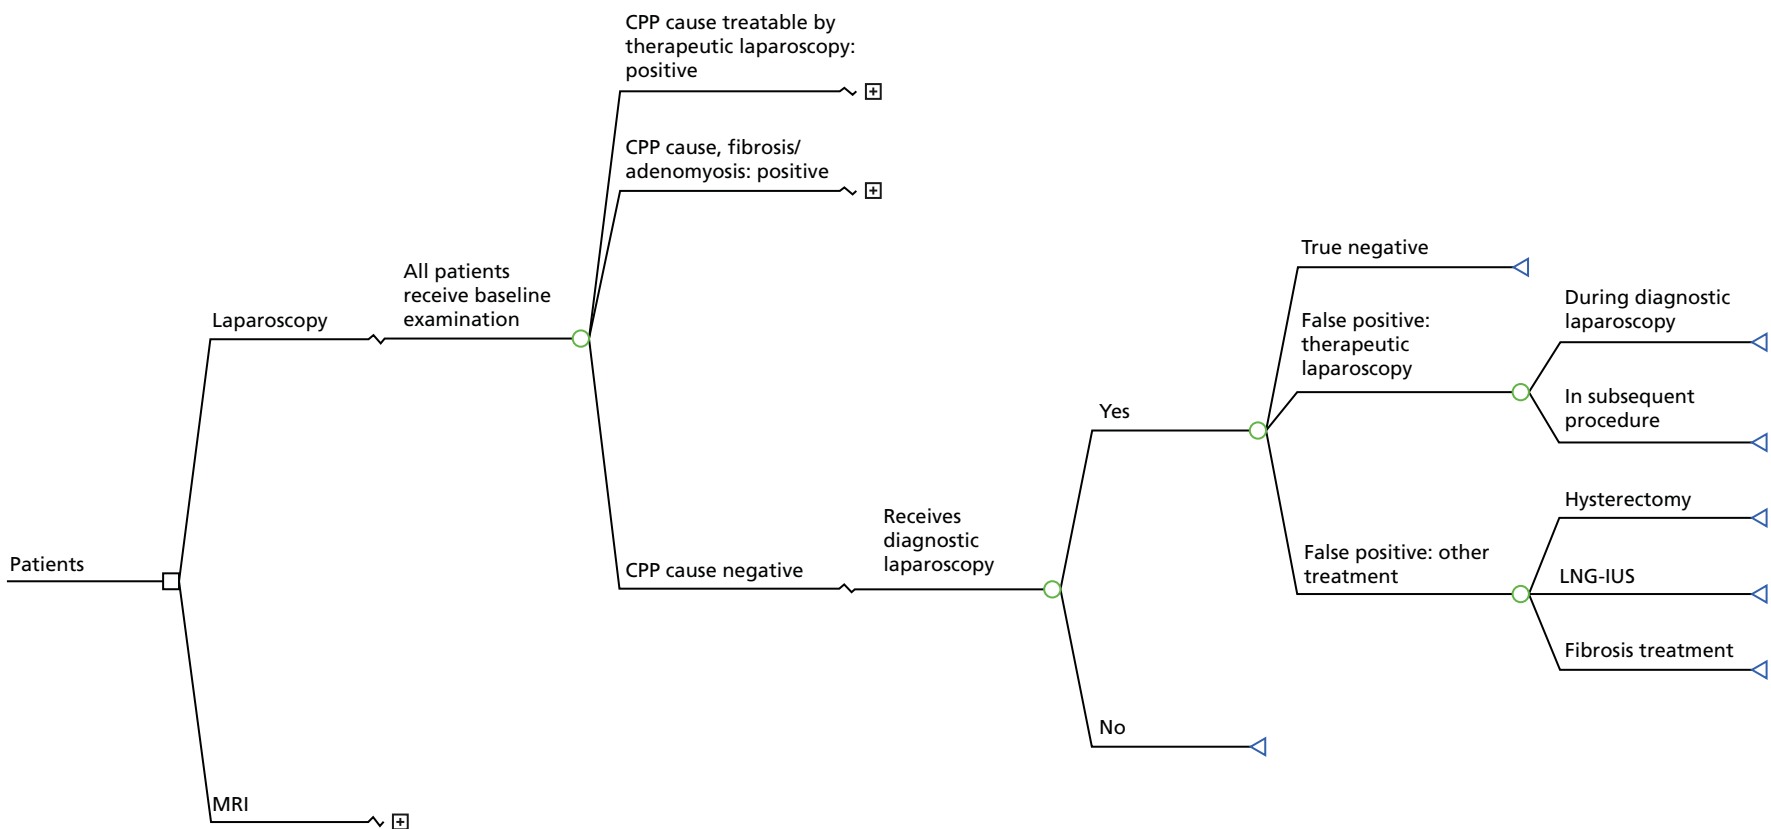 CPP cause treatable by
therapeutic laparoscopy:
positive
CPP cause, fibrosis/
adenomyosis: positive
All patients
receive baseline
examination
Laparoscopy
Patients
MRI
CPP cause negative
Receives
diagnostic
laparoscopy
Yes
No
True negative
False positive:
therapeutic
laparoscopy
During diagnostic
laparoscopy
In subsequent
procedure
False positive: other
treatment
Hysterectomy
LNG-IUS
Fibrosis treatment